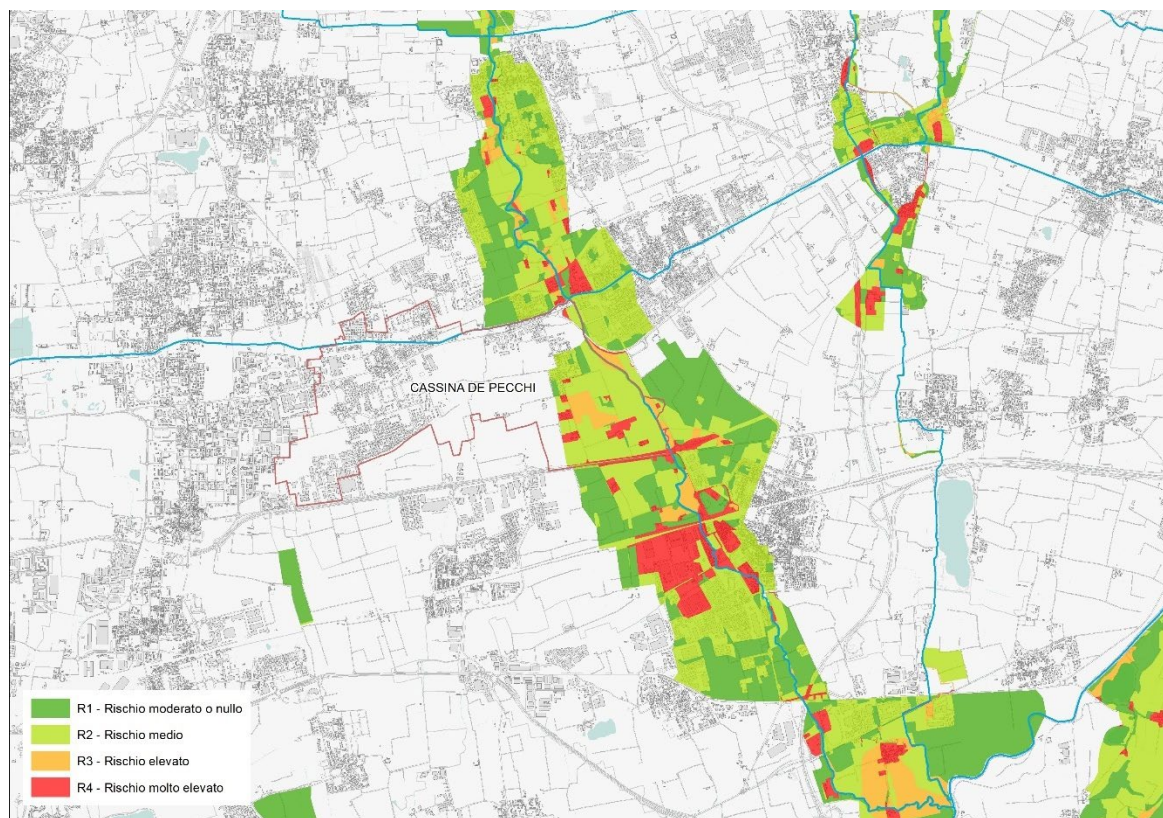 CASSINA DE PECCHI
R1 - Rischio moderato o nullo
R2 - Rischio medio
R3 - Rischio elevato
R4 - Rischio molto elevato